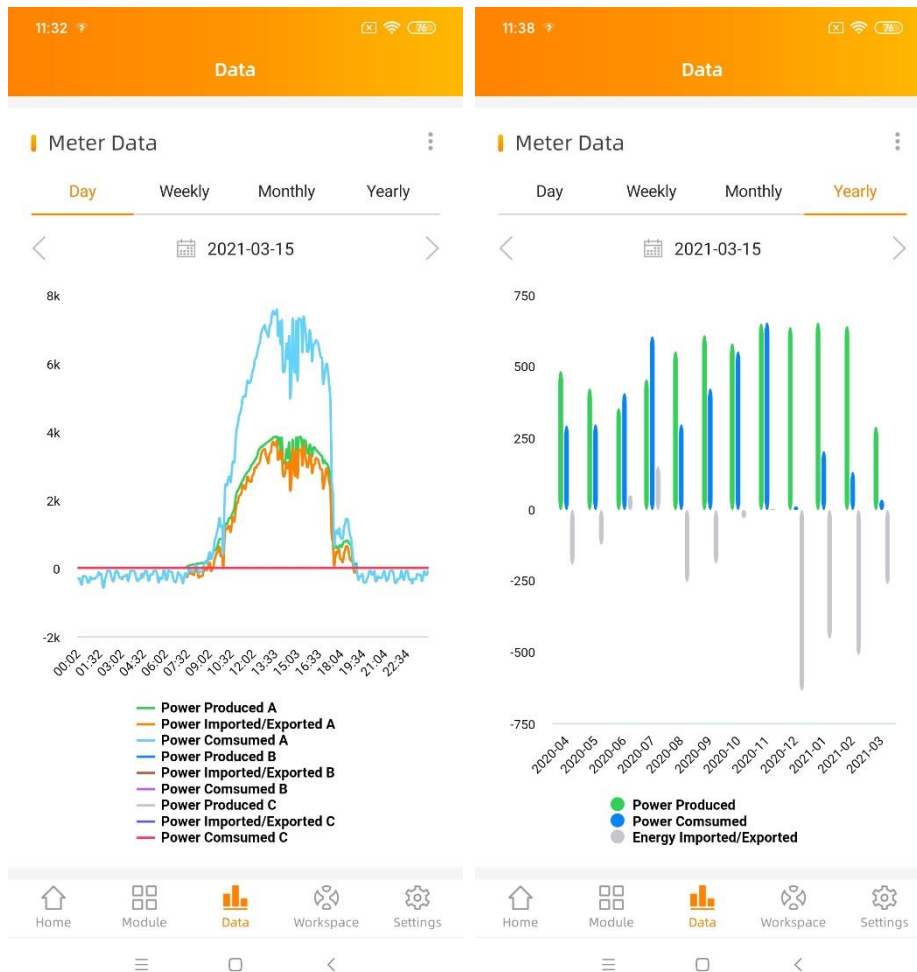 11:32 ?
76
Data
Meter Data
Day Weekly Monthly Yearly
2021-03-15
8k
6k
4k
2k
0
-2k
00:02 01:32 03:02 04:32 06:02 07:32 09:02 10:32 12:02 13:33 15:03 16:33 18:04 19:34 21:04 22:34
Power Produced A
Power Imported/Exported A
Power Comsumed A
Power Produced B
Power Imported/Exported B
Power Comsumed B
Power Produced C
Power Imported/Exported C
Power Comsumed C
Home Module Data Workspace Settings
11:38 ?
76
Data
Meter Data
Day Weekly Monthly Yearly
2021-03-15
750
500
250
0
-250
-500
-750
2020-04 2020-05 2020-06 2020-07 2020-08 2020-09 2020-10 2020-11 2020-12 2021-01 2021-02 2021-03
Power Produced
Power Comsumed
Energy Imported/Exported
Home Module Data Workspace Settings